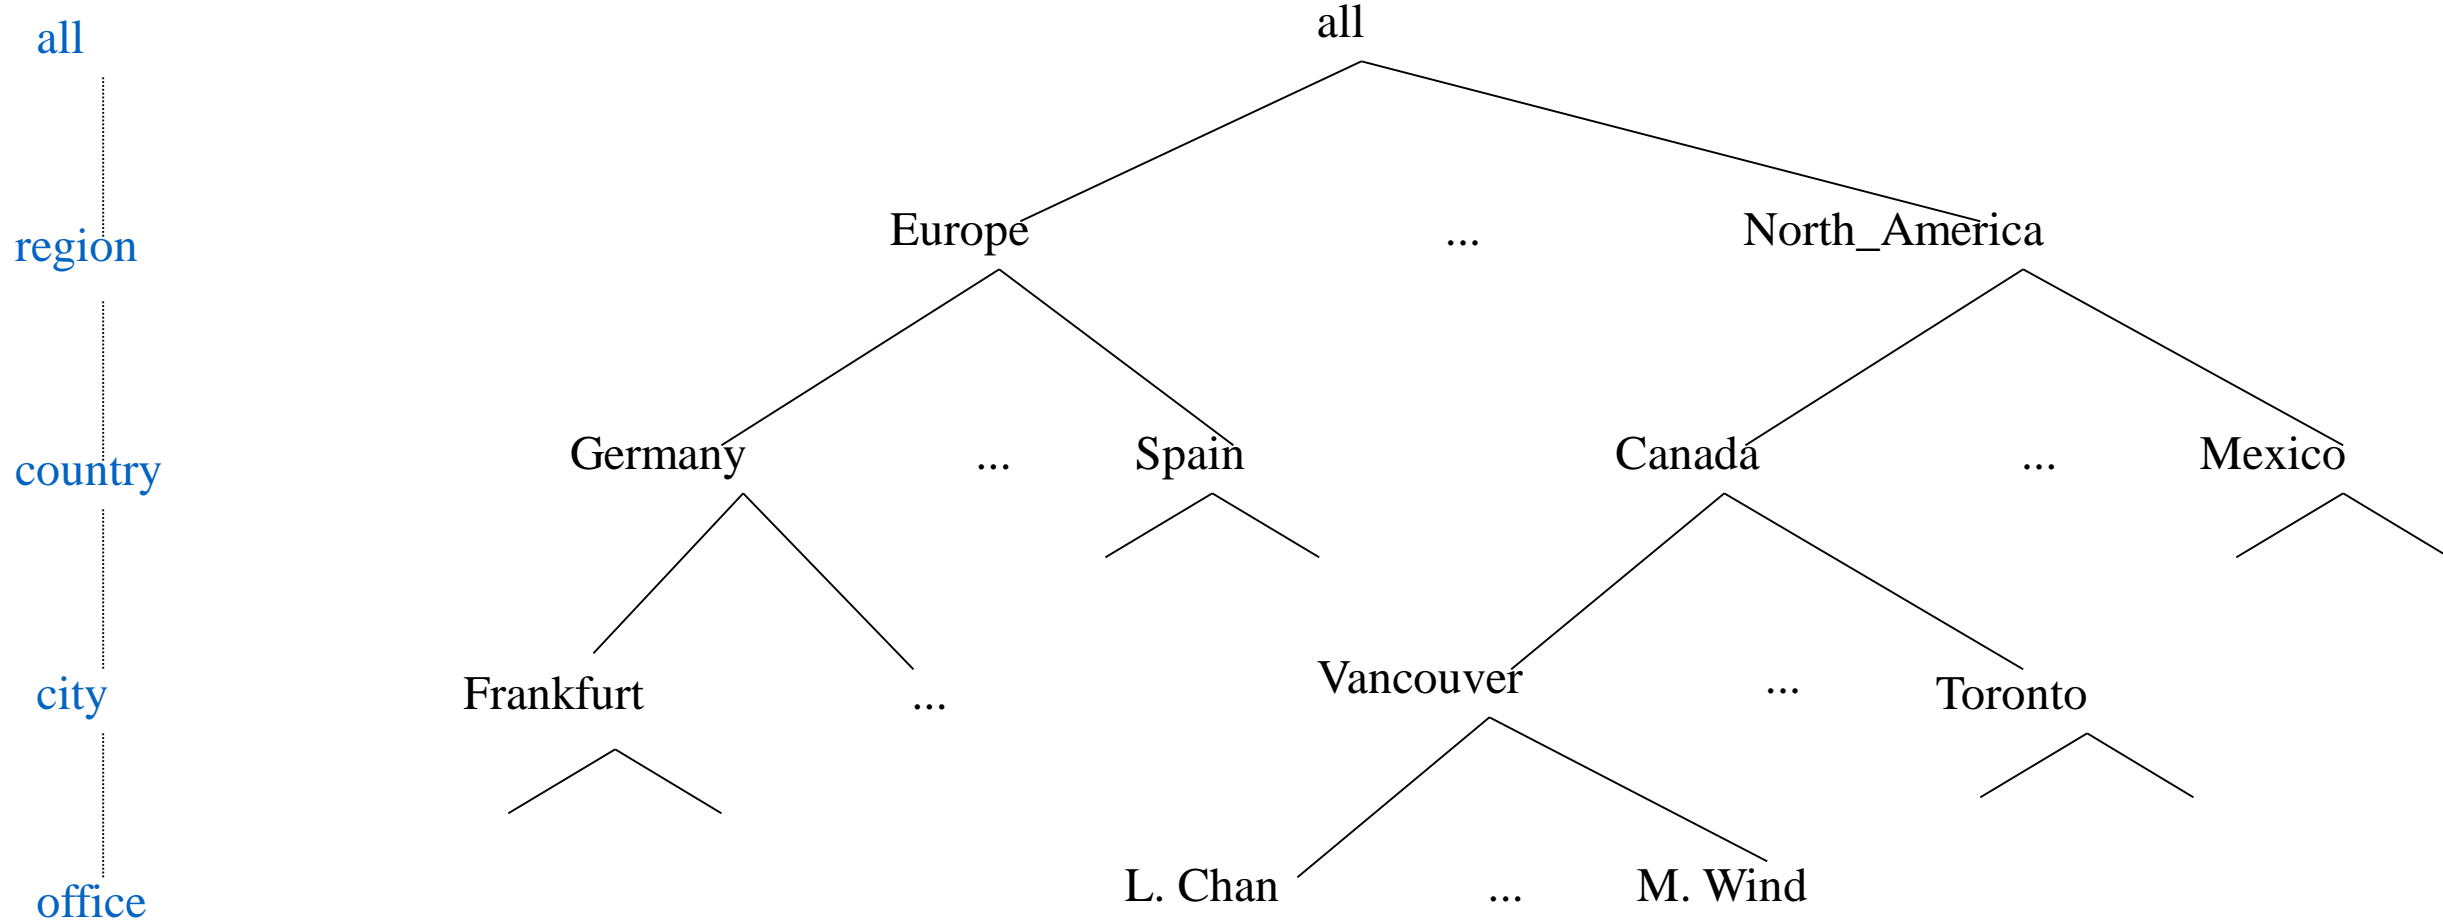 all all
region Europe ... North_America
country Germany ... Spain Canada ... Mexico
city Frankfurt ... Vancouver ... Toronto
office L. Chan ... M. Wind